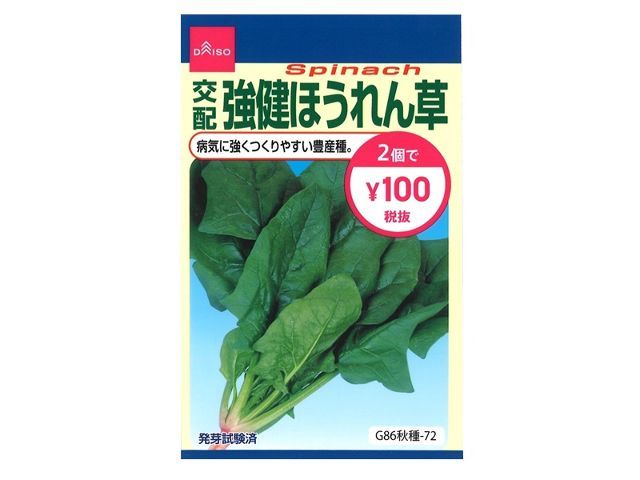 DAISO
Spinach
交配
強健ほうれん草
病気に強くつくりやすい豊産種。
2個で
¥100
税抜
発芽試験済
G86秋種-72